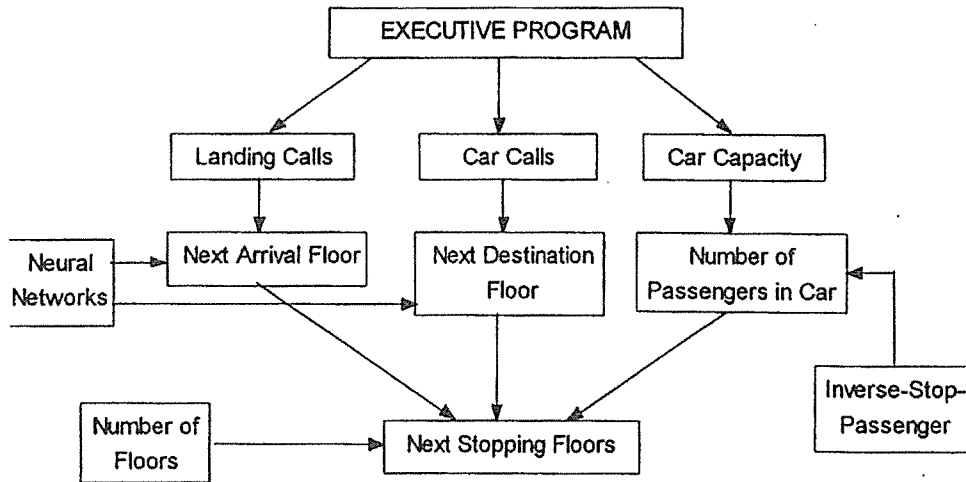 EXECUTIVE PROGRAM
Landing Calls
Car Calls
Car Capacity
Neural
Networks
Next Arrival Floor
Next Destination
Floor
Number of
Passengers in Car
Inverse-Stop-
Passenger
Number of
Floors
Next Stopping Floors